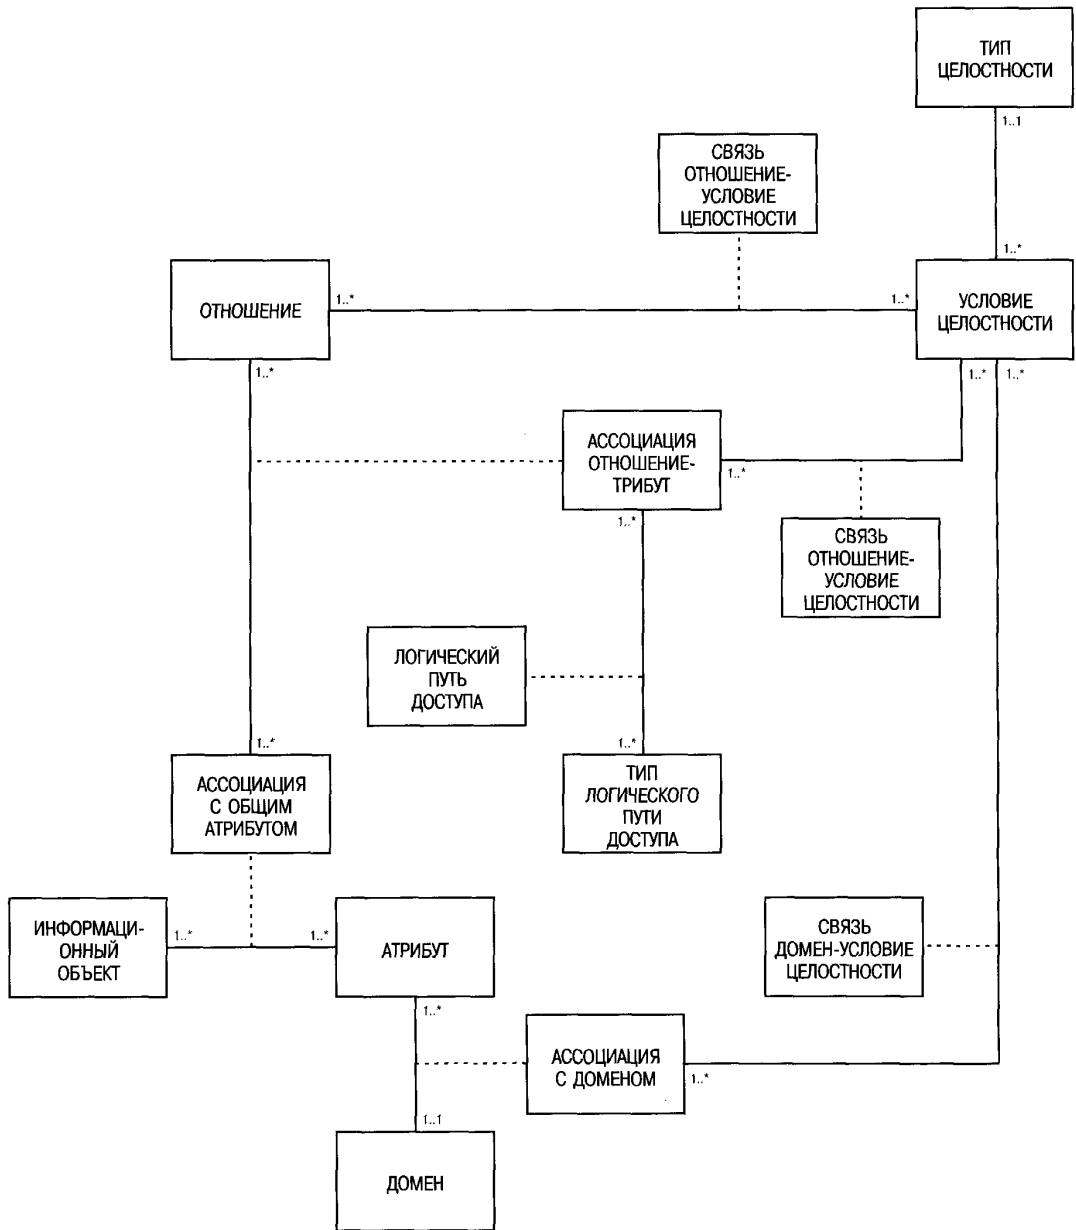 ТИП
ЦЕЛОСТНОСТИ
1..1
СВЯЗЬ
ОТНОШЕНИЕ-
УСЛОВИЕ
ЦЕЛОСТНОСТИ
1..*
ОТНОШЕНИЕ
1..*
1..*
УСЛОВИЕ
ЦЕЛОСТНОСТИ
1..*
1..*
1..*
АССОЦИАЦИЯ
ОТНОШЕНИЕ-
ТРИБУТ
1..*
1..*
СВЯЗЬ
ОТНОШЕНИЕ-
УСЛОВИЕ
ЦЕЛОСТНОСТИ
ЛОГИЧЕСКИЙ
ПУТЬ
ДОСТУПА
1..*
1..*
АССОЦИАЦИЯ
С ОБЩИМ
АТРИБУТОМ
ТИП
ЛОГИЧЕСКОГО
ПУТИ
ДОСТУПА
ИНФОРМАЦИ-
ОННЫЙ
ОБЪЕКТ
1..*
1..*
АТРИБУТ
СВЯЗЬ
ДОМЕН-УСЛОВИЕ
ЦЕЛОСТНОСТИ
1..*
АССОЦИАЦИЯ
С ДОМЕНОМ
1..*
1..1
ДОМЕН